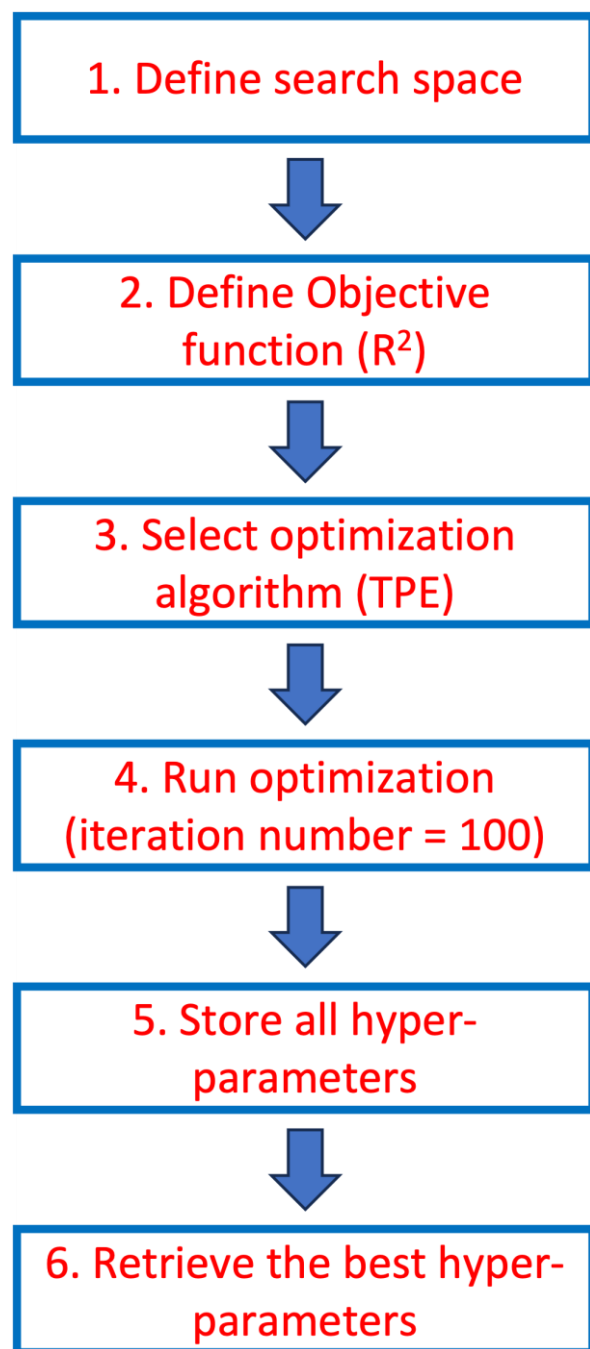 1. Define search space
2. Define Objective
function (R²)
3. Select optimization
algorithm (TPE)
4. Run optimization
(iteration number = 100)
5. Store all hyper-
parameters
6. Retrieve the best hyper-
parameters